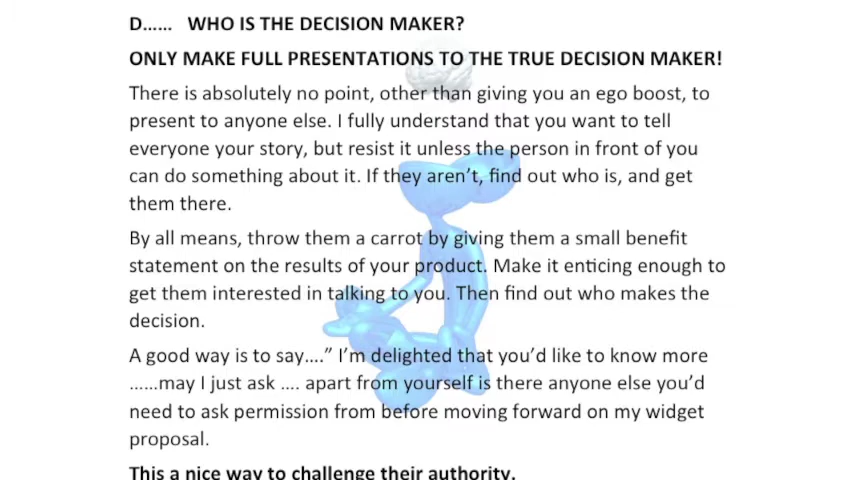 D...... WHO IS THE DECISION MAKER?
ONLY MAKE FULL PRESENTATIONS TO THE TRUE DECISION MAKER!
There is absolutely no point, other than giving you an ego boost, to
present to anyone else. I fully understand that you want to tell
everyone your story, but resist it unless the person in front of you
can do something about it. If they aren’t, find out who is, and get
them there.
By all means, throw them a carrot by giving them a small benefit
statement on the results of your product. Make it enticing enough to
get them interested in talking to you. Then find out who makes the
decision.
A good way is to say....” I’m delighted that you’d like to know more
......may I just ask .... apart from yourself is there anyone else you’d
need to ask permission from before moving forward on my widget
proposal.
This a nice way to challenge their authority.